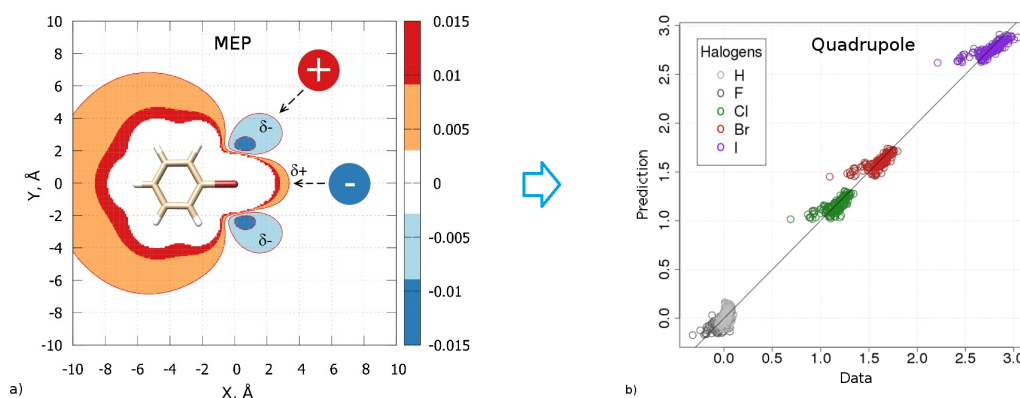 MEP
10
8
6
4
2
0
-2
-4
-6
-8
-10
Y, Å
-10 -8 -6 -4 -2 0 2 4 6 8 10
X, Å
+
-
δ-
δ+
δ-
0.015
0.01
0.005
0
-0.005
-0.01
-0.015
a)
Quadrupole
Halogens
H
F
Cl
Br
I
3.0
2.5
2.0
1.5
1.0
0.5
0.0
Prediction
0.0 0.5 1.0 1.5 2.0 2.5 3.0
Data
b)